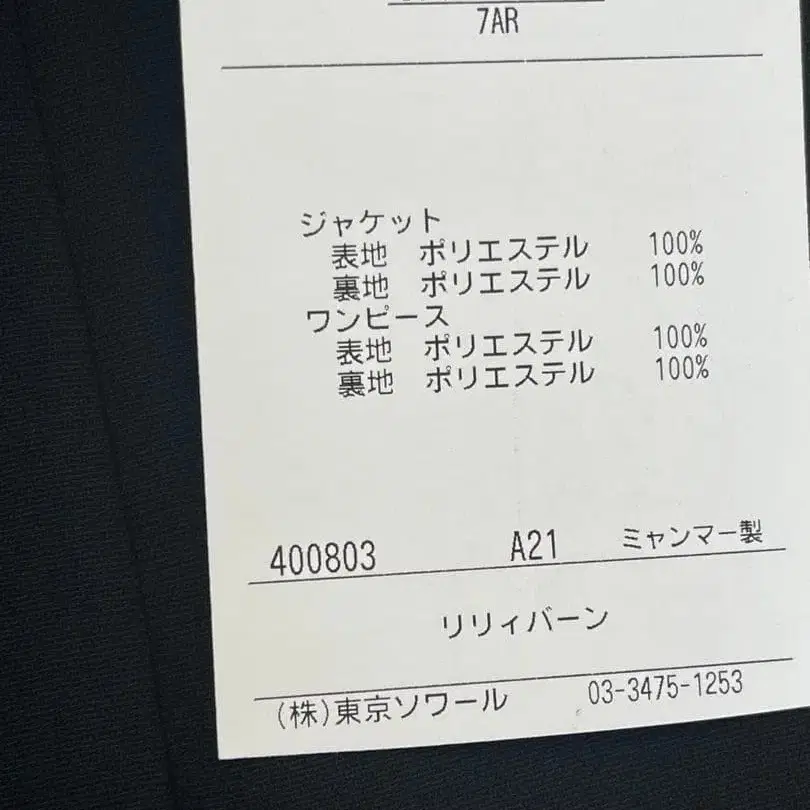 7AR
ジャケット
表地 ポリエステル 100%
裏地 ポリエステル 100%
ワンピース
表地 ポリエステル 100%
裏地 ポリエステル 100%
400803 A21 ミャンマー製
リリィバーン
(株)東京ソワール 03-3475-1253